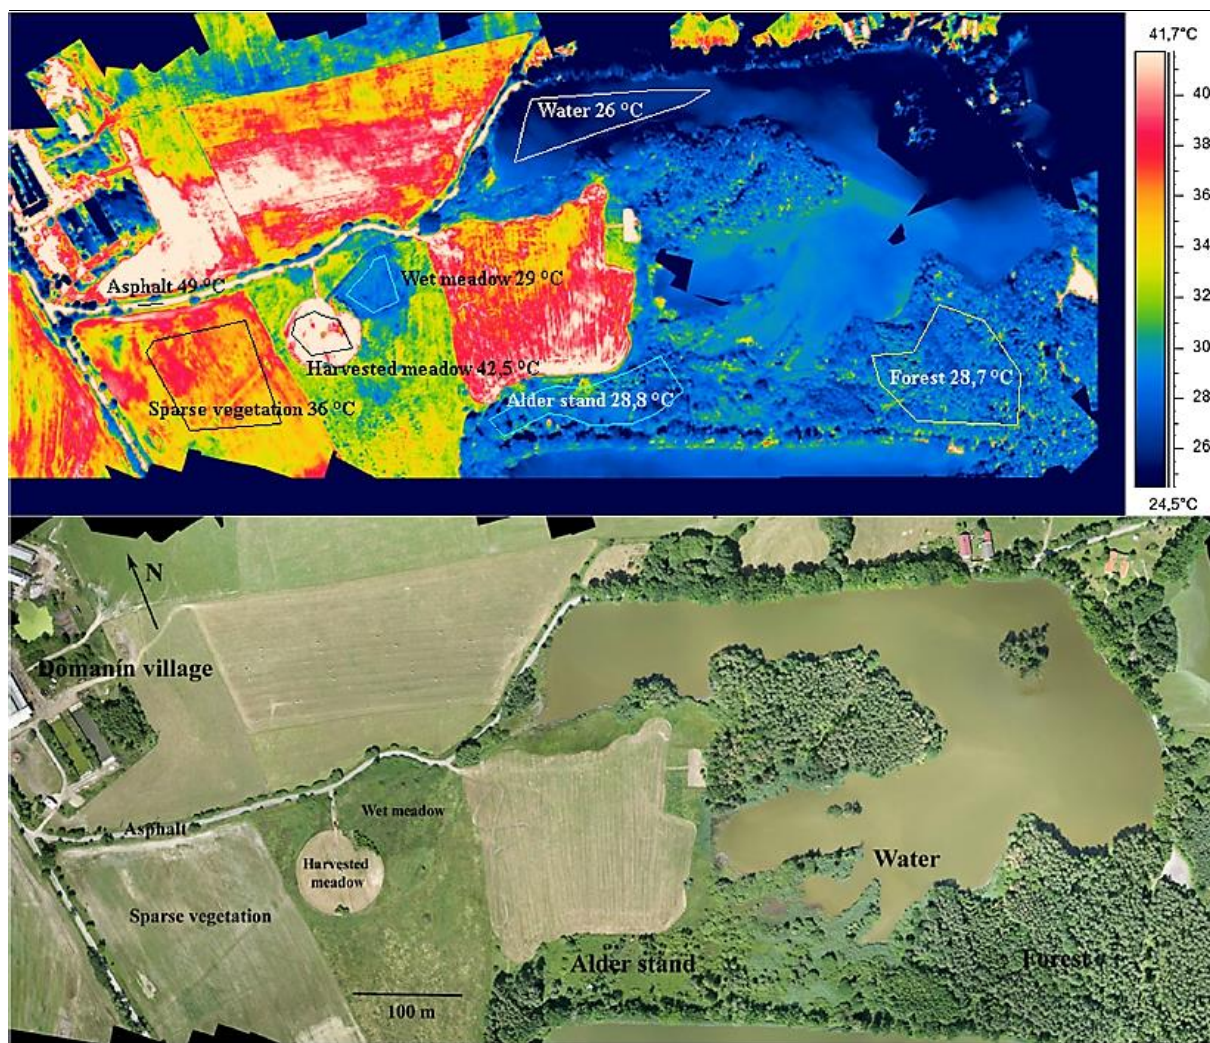 41,7°C
40
38
36
34
32
30
28
26
24,5°C
Water 26 °C
Asphalt 49 °C
Wet meadow 29 °C
Harvested meadow 42,5 °C
Sparse vegetation 36 °C
Alder stand 28,8 °C
Forest 28,7 °C
N
Domanín village
Asphalt
Wet meadow
Harvested
meadow
Water
Sparse vegetation
Alder stand
Forest
100 m